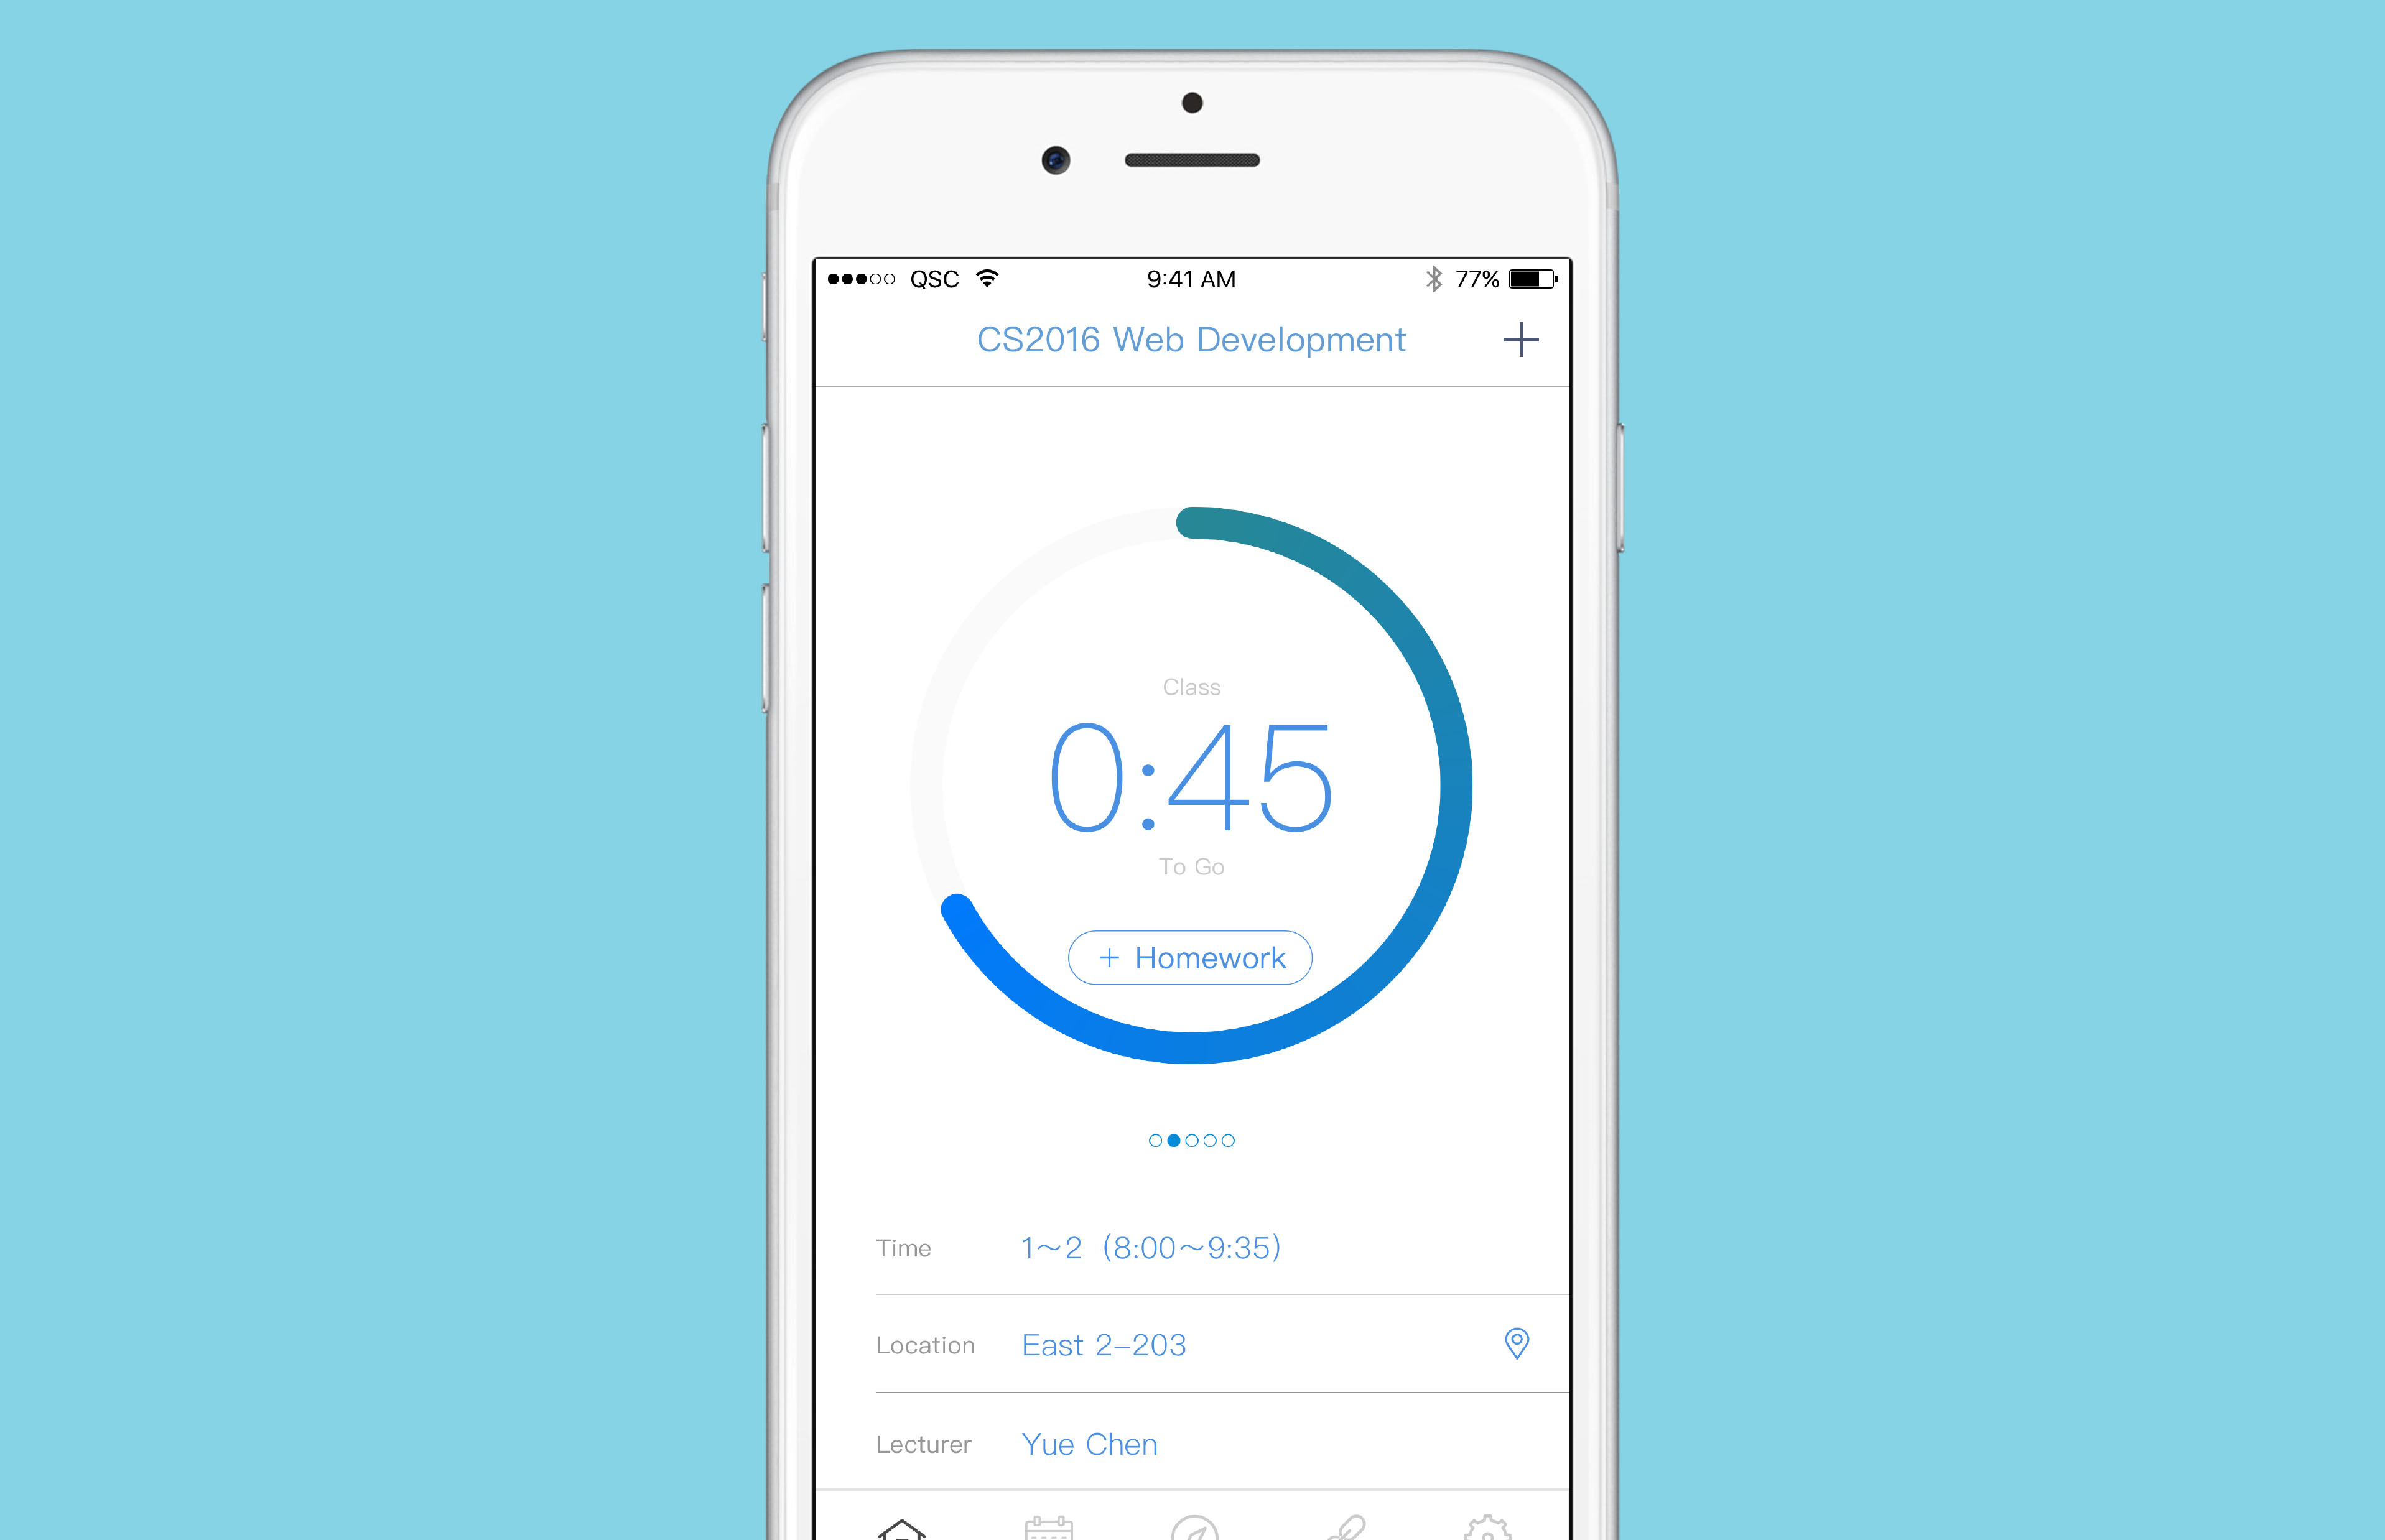 QSC 9:41 AM 77%
CS2016 Web Development
Class
0:45
To Go
+ Homework
Time 1~2 (8:00~9:35)
Location East 2-203
Lecturer Yue Chen